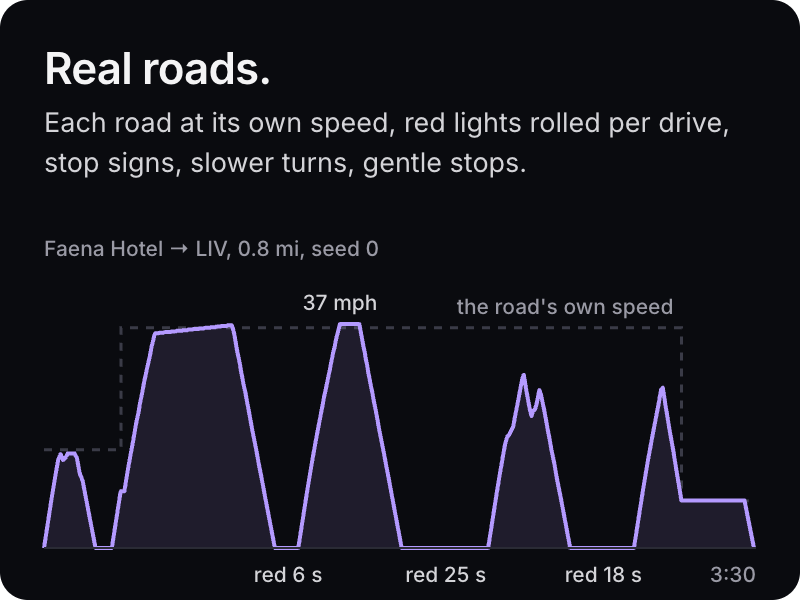 Real roads.
Each road at its own speed, red lights rolled per drive,
stop signs, slower turns, gentle stops.
Faena Hotel → LIV, 0.8 mi, seed 0
37 mph
the road's own speed
red 6 s
red 25 s
red 18 s
3:30